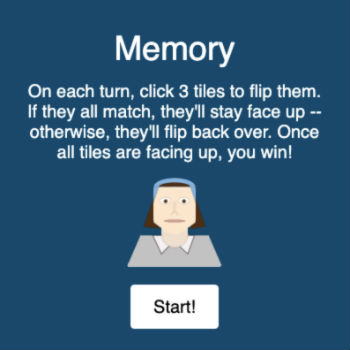 Memory
On each turn, click 3 tiles to flip them.
If they all match, they'll stay face up --
otherwise, they'll flip back over. Once
all tiles are facing up, you win!
Start!